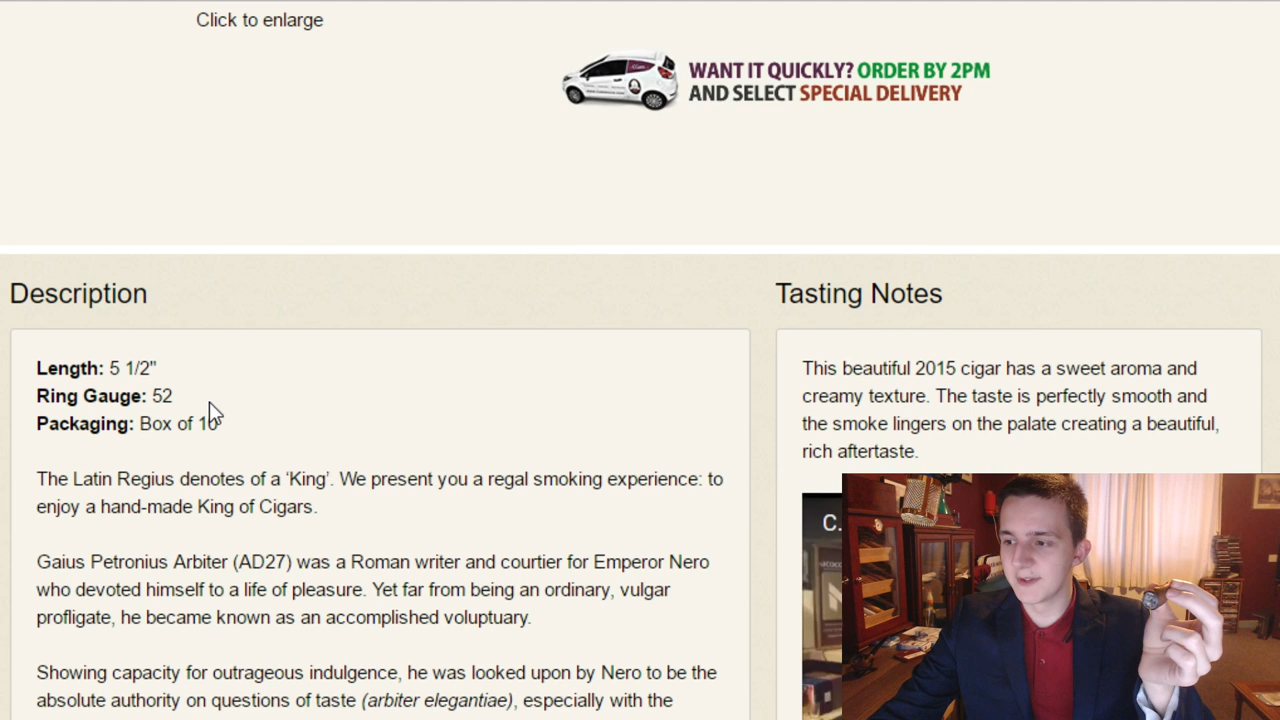 Click to enlarge
WANT IT QUICKLY? ORDER BY 2PM
AND SELECT SPECIAL DELIVERY
Description
Length: 5 1/2"
Ring Gauge: 52
Packaging: Box of 10
The Latin Regius denotes of a ‘King’. We present you a regal smoking experience: to
enjoy a hand-made King of Cigars.
Gaius Petronius Arbiter (AD27) was a Roman writer and courtier for Emperor Nero
who devoted himself to a life of pleasure. Yet far from being an ordinary, vulgar
profligate, he became known as an accomplished voluptuary.
Showing capacity for outrageous indulgence, he was looked upon by Nero to be the
absolute authority on questions of taste (arbiter elegantiae), especially with the
Tasting Notes
This beautiful 2015 cigar has a sweet aroma and
creamy texture. The taste is perfectly smooth and
the smoke lingers on the palate creating a beautiful,
rich aftertaste.
C.